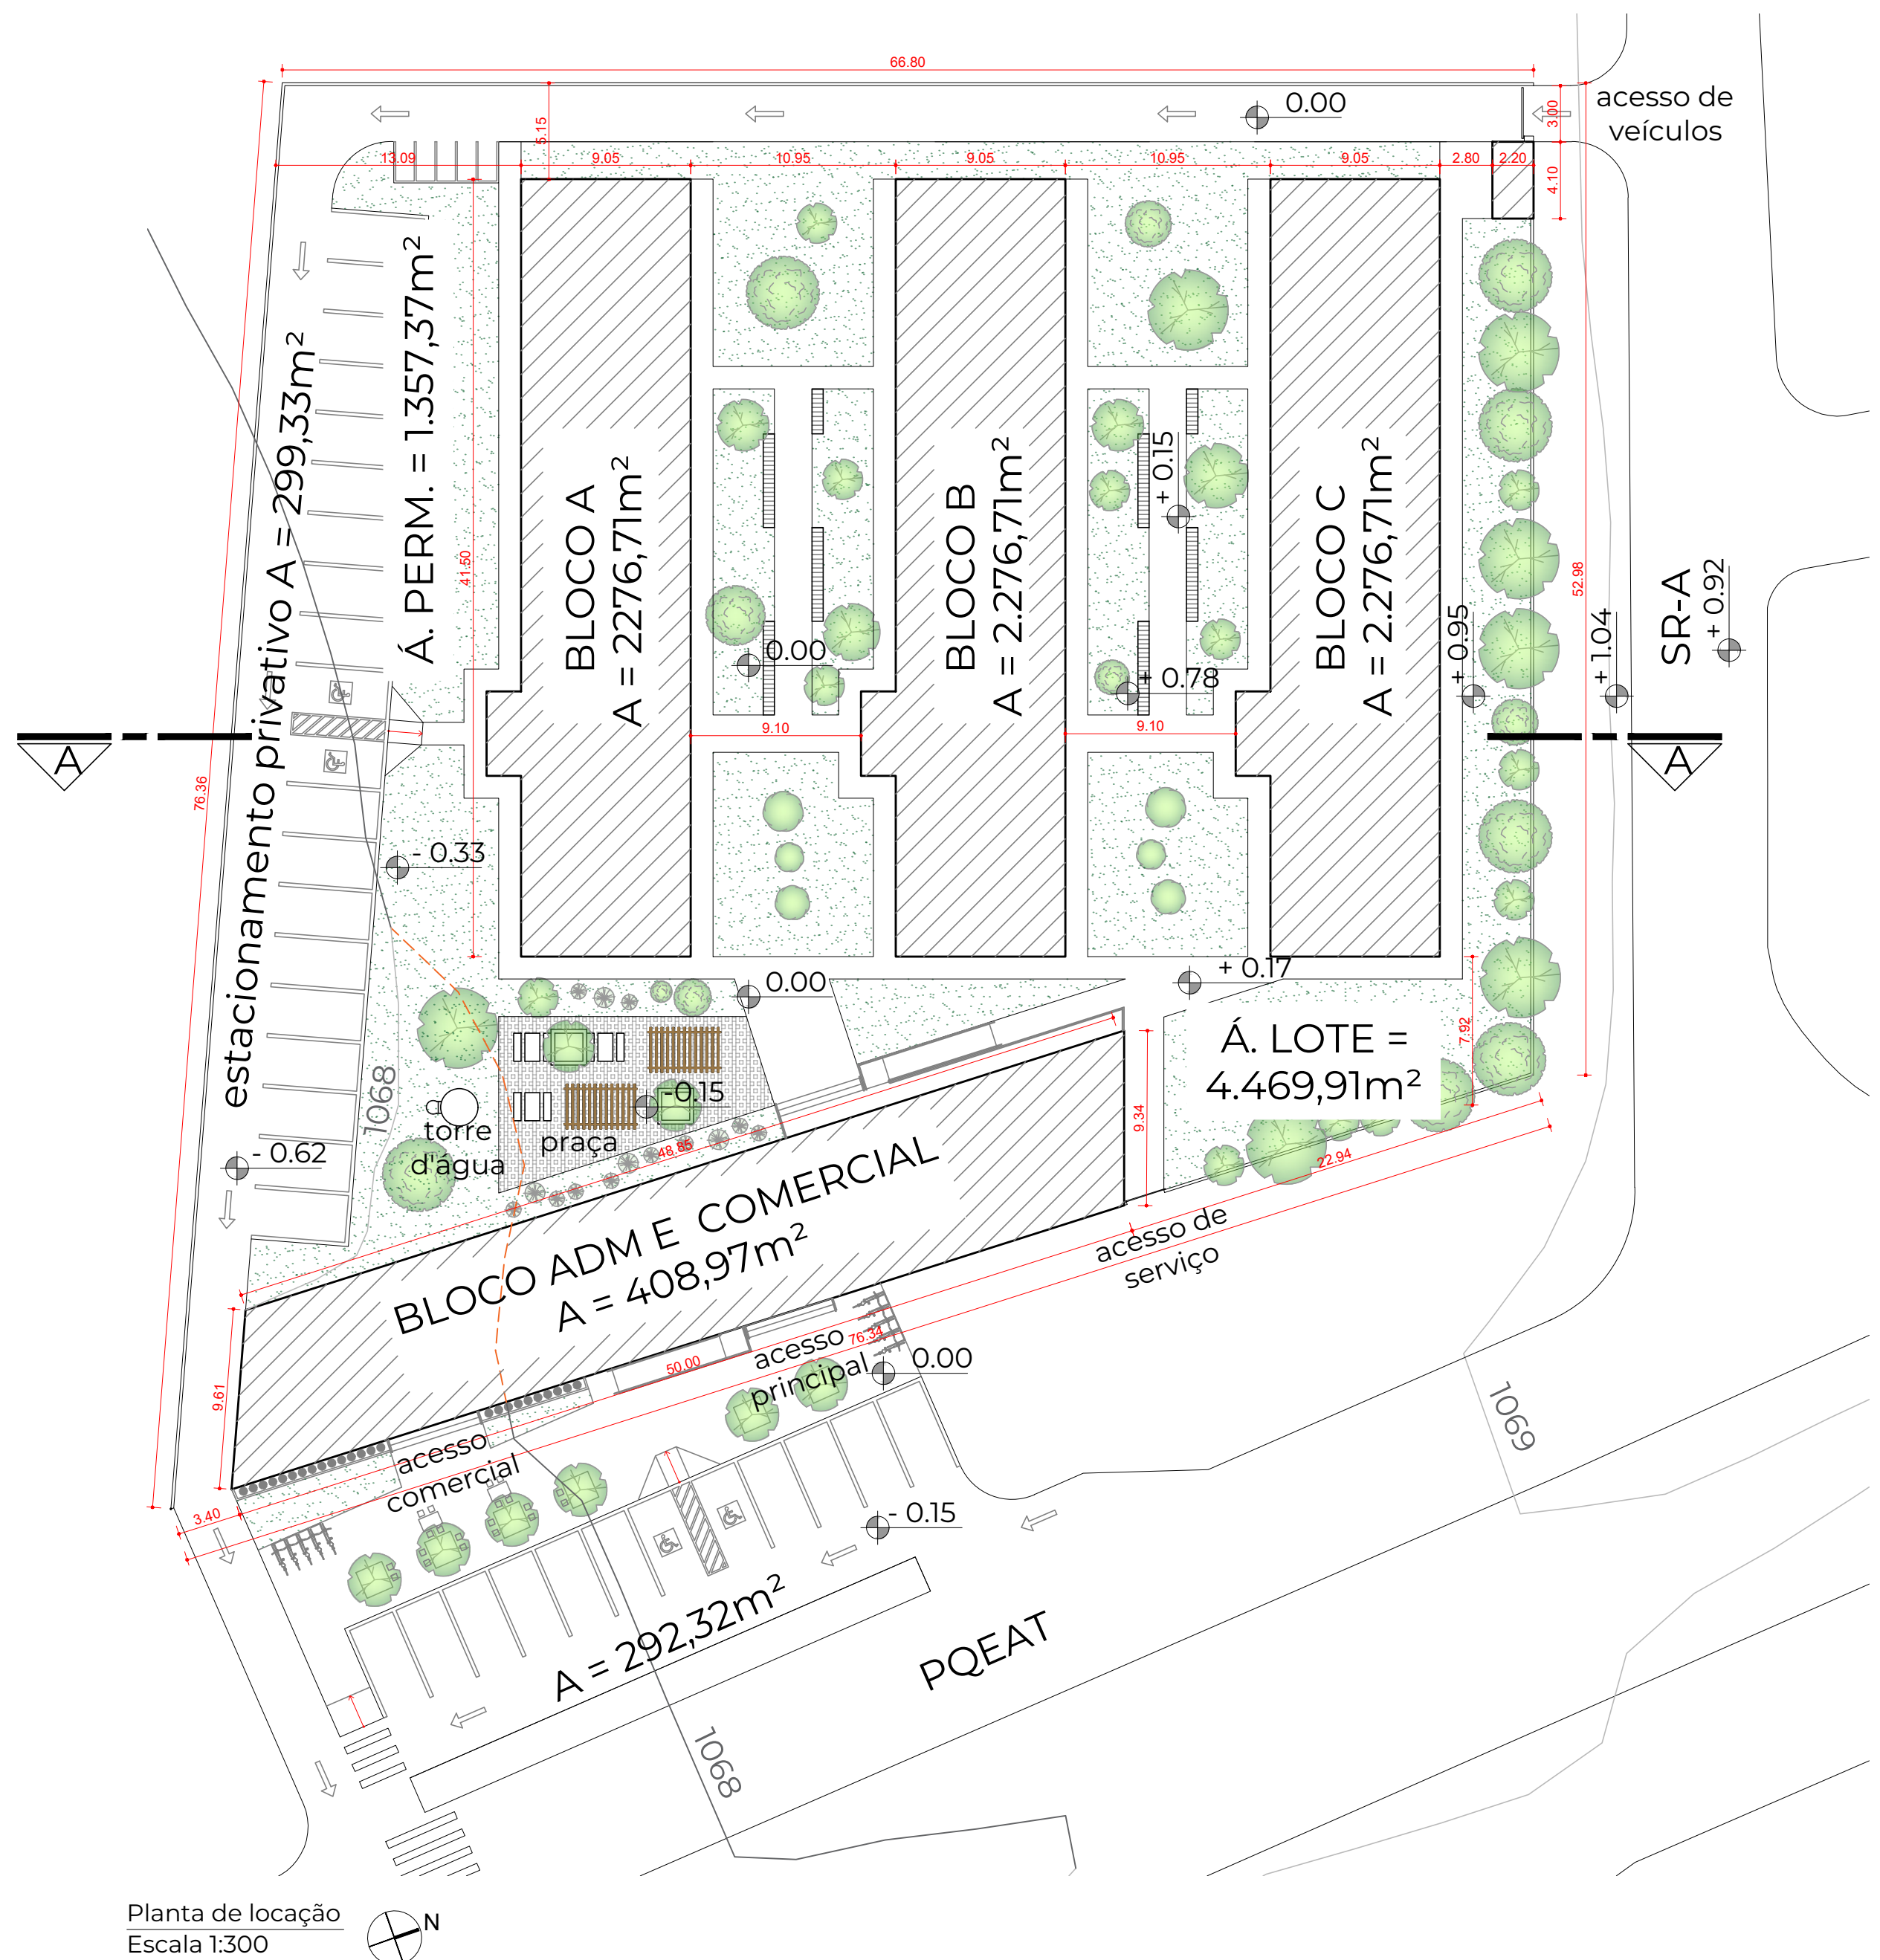 66.80
acesso de
veículos
0.00
3.00
5.15
13.09
9.05
10.95
9.05
10.95
9.05
2.80
2.20
4.10
estacionamento privativo A = 299,33m²
Á. PERM. = 1.357,37m²
41.50
BLOCO A
A = 2276,71m²
BLOCO B
A = 2.276,71m²
BLOCO C
A = 2.276,71m²
+ 0.15
0.00
+ 0.78
+ 0.95
52.98
+ 1.04
SR-A
+ 0.92
9.10
9.10
A
A
76.36
- 0.33
0.00
+ 0.17
Á. LOTE =
4.469,91m²
7.92
1068
torre
d'água
praça
-0.15
48.85
9.34
22.94
- 0.62
BLOCO ADM E COMERCIAL
A = 408,97m²
acesso de
serviço
9.61
50.00
76.34
acesso
principal
0.00
acesso
comercial
3.40
- 0.15
1069
A = 292,32m²
PQEAT
1068
Planta de locação
Escala 1:300
N